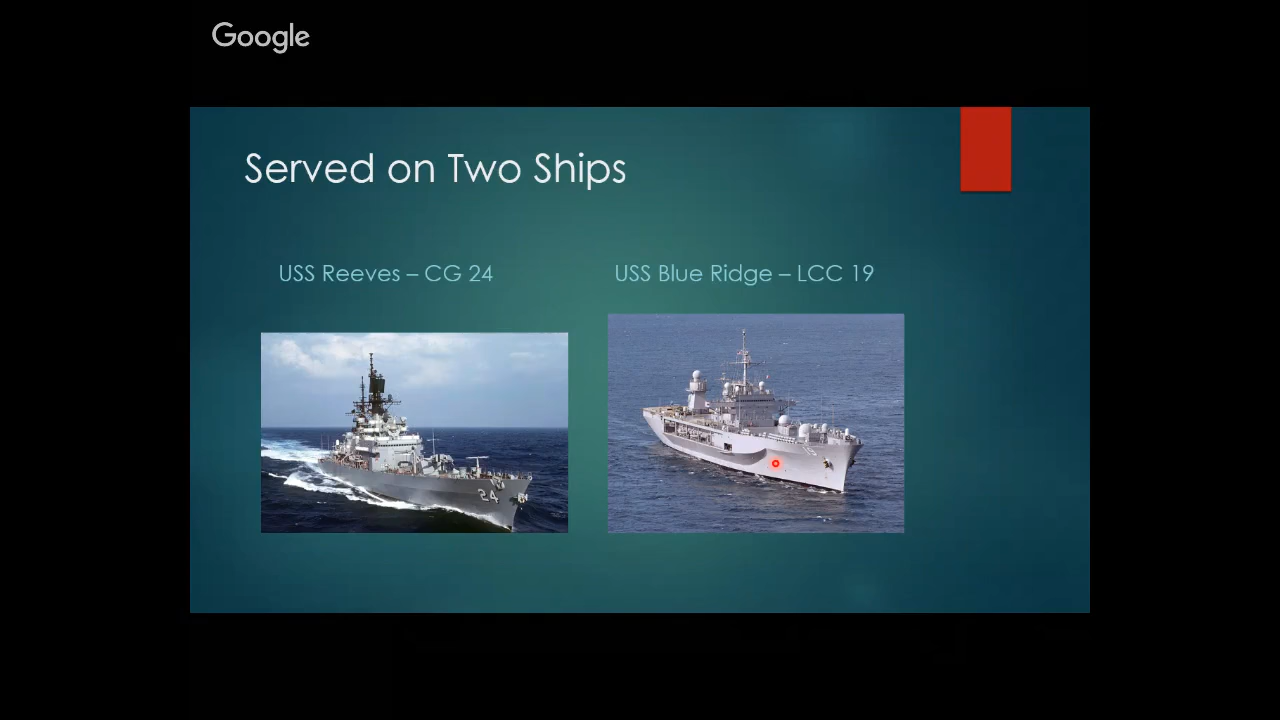 Google
Served on Two Ships
USS Reeves – CG 24
USS Blue Ridge – LCC 19
24